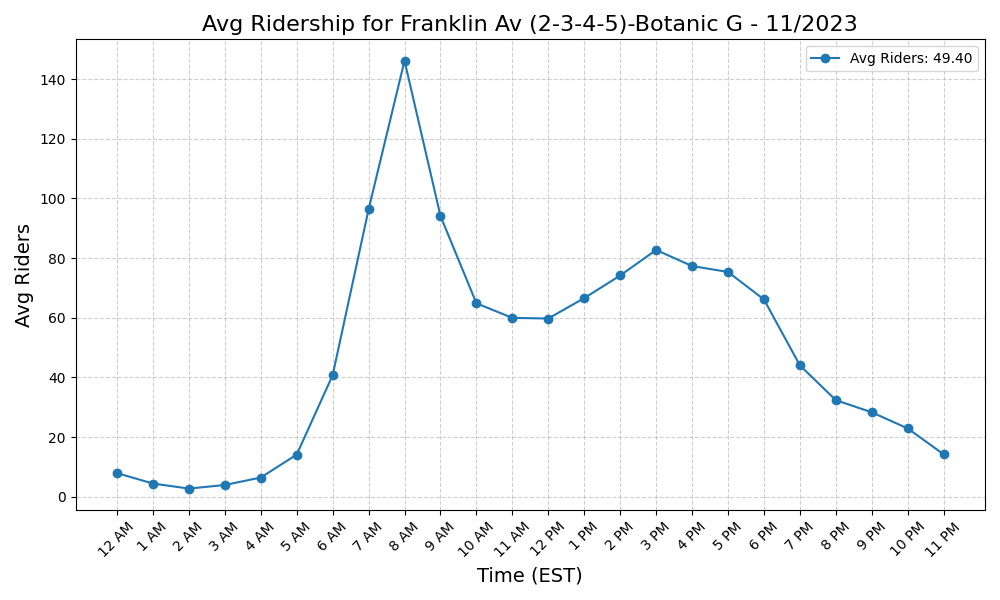 Avg Ridership for Franklin Av (2-3-4-5)-Botanic G - 11/2023
Avg Riders: 49.40
Avg Riders
140
120
100
80
60
40
20
0
12 AM
1 AM
2 AM
3 AM
4 AM
5 AM
6 AM
7 AM
8 AM
9 AM
10 AM
11 AM
12 PM
1 PM
2 PM
3 PM
4 PM
5 PM
6 PM
7 PM
8 PM
9 PM
10 PM
11 PM
Time (EST)